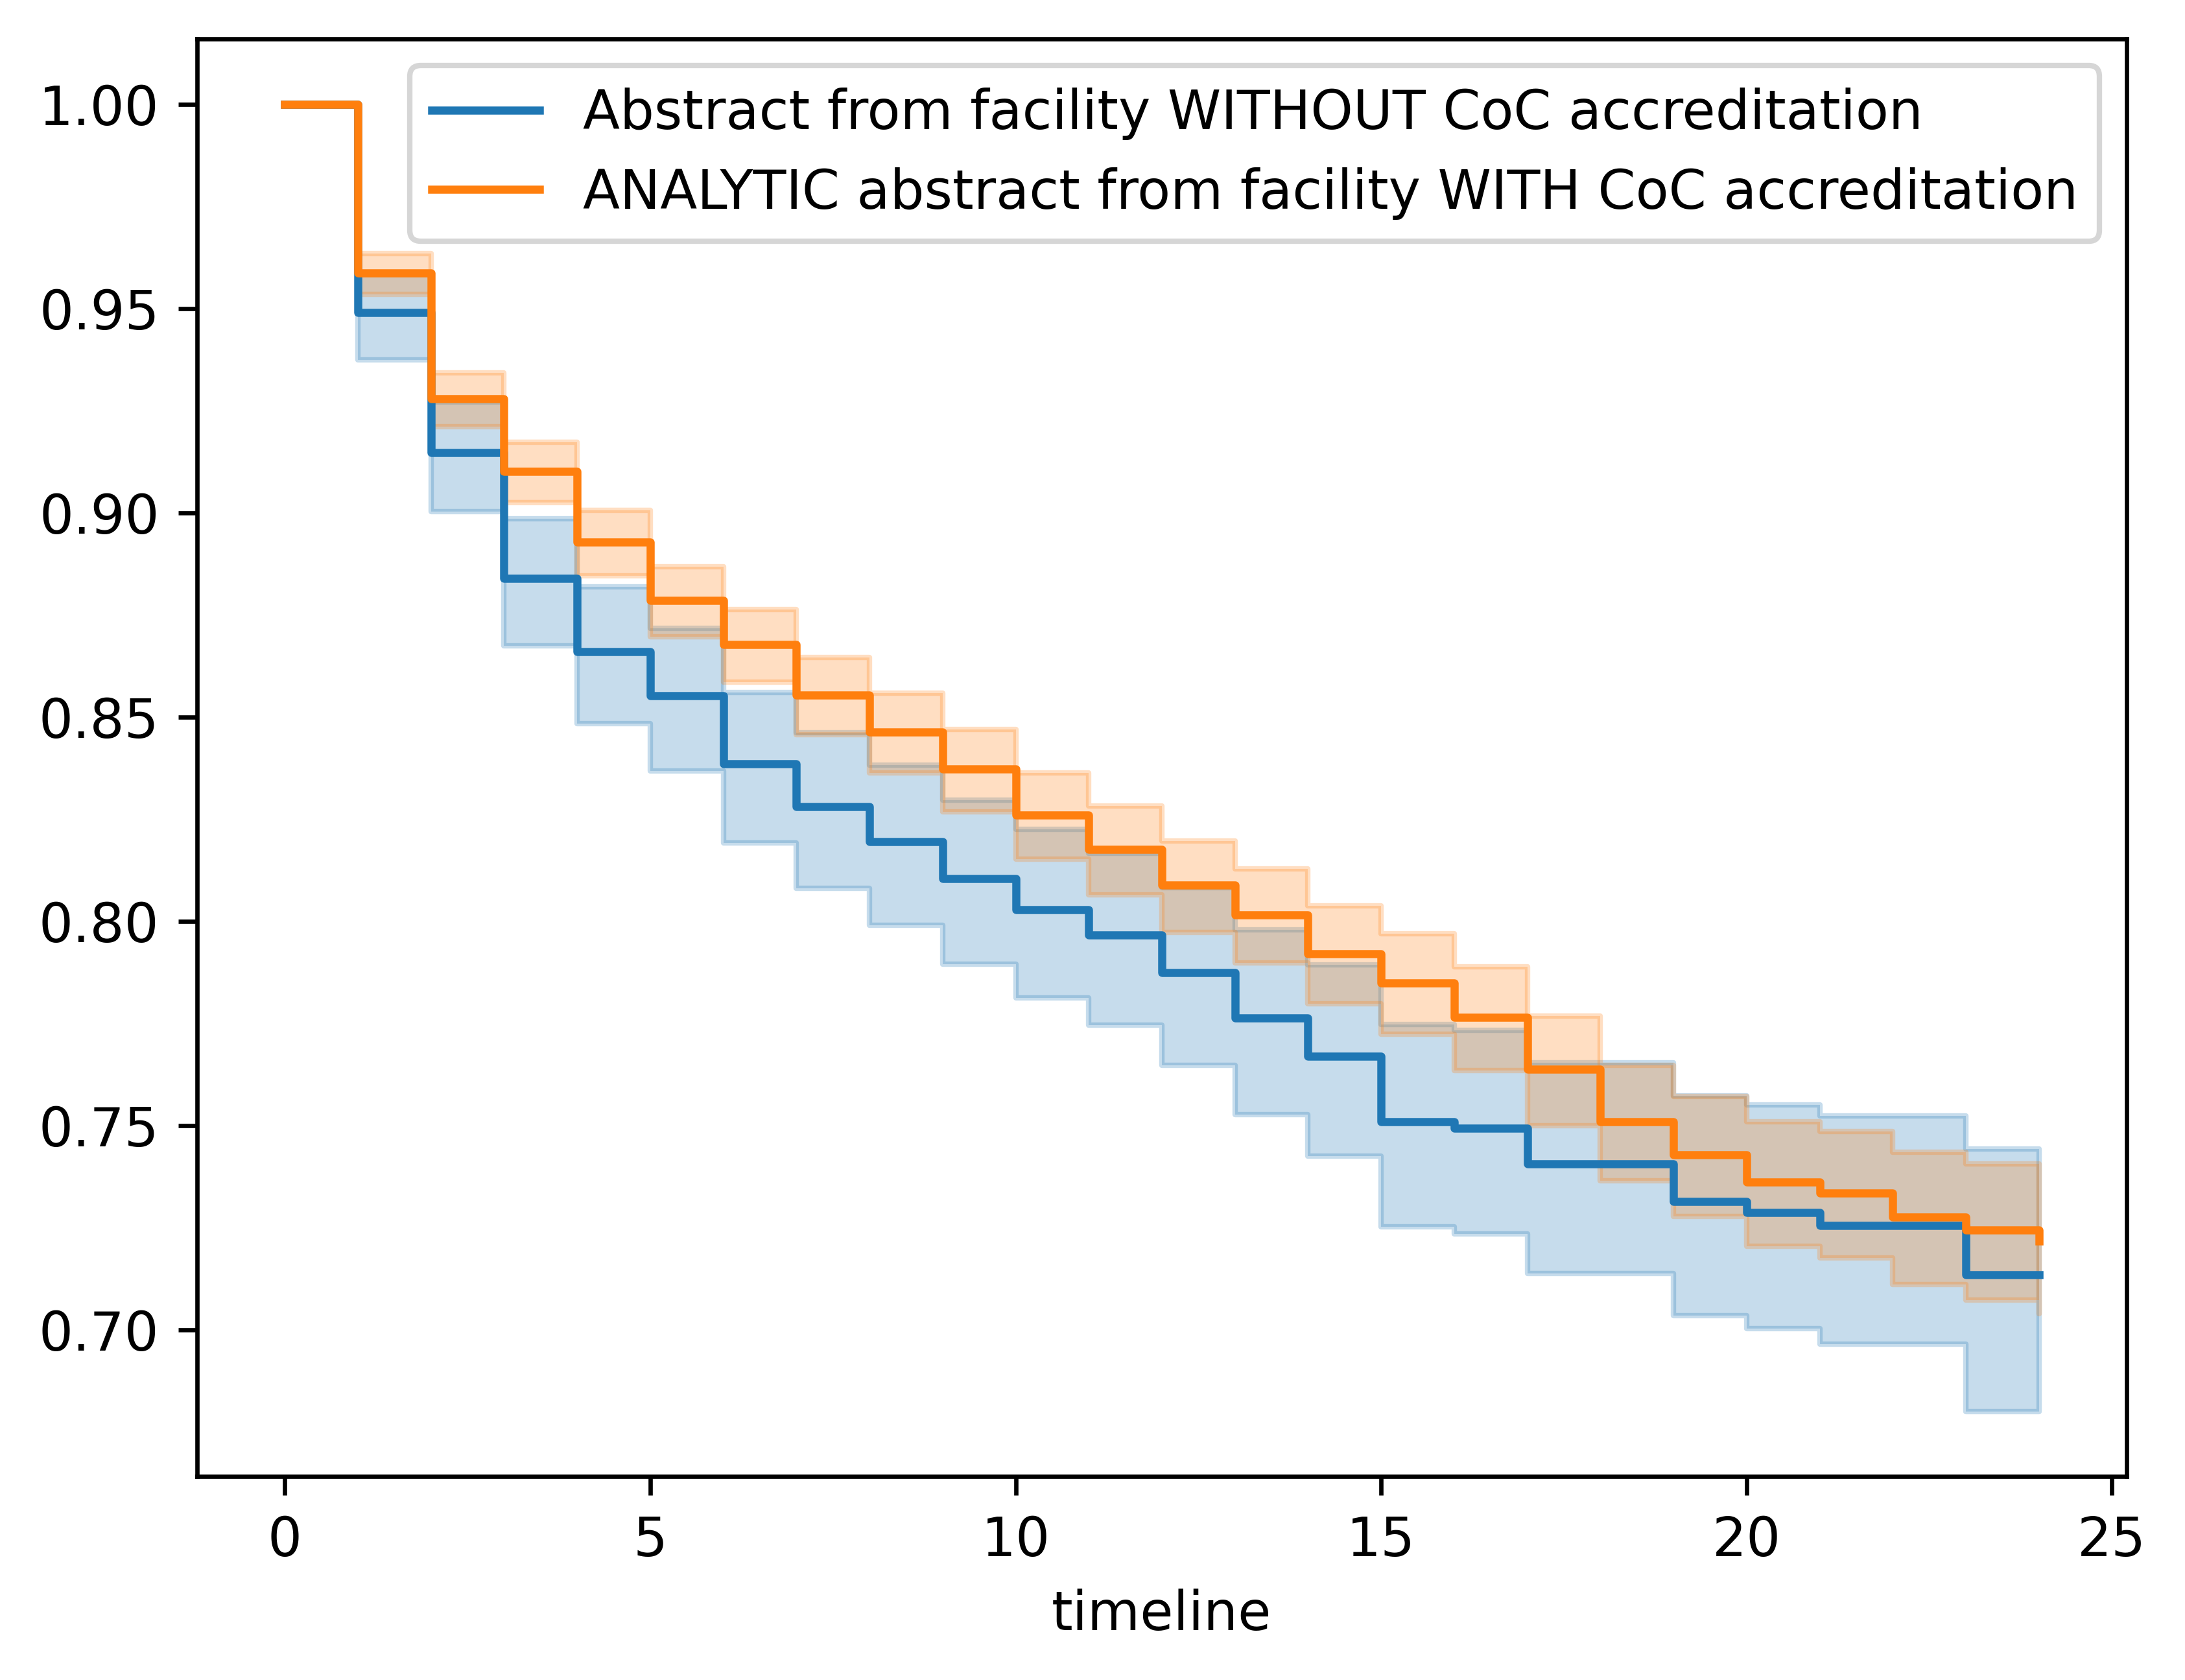 Abstract from facility WITHOUT CoC accreditation
ANALYTIC abstract from facility WITH CoC accreditation
1.00
0.95
0.90
0.85
0.80
0.75
0.70
0 5 10 15 20 25
timeline